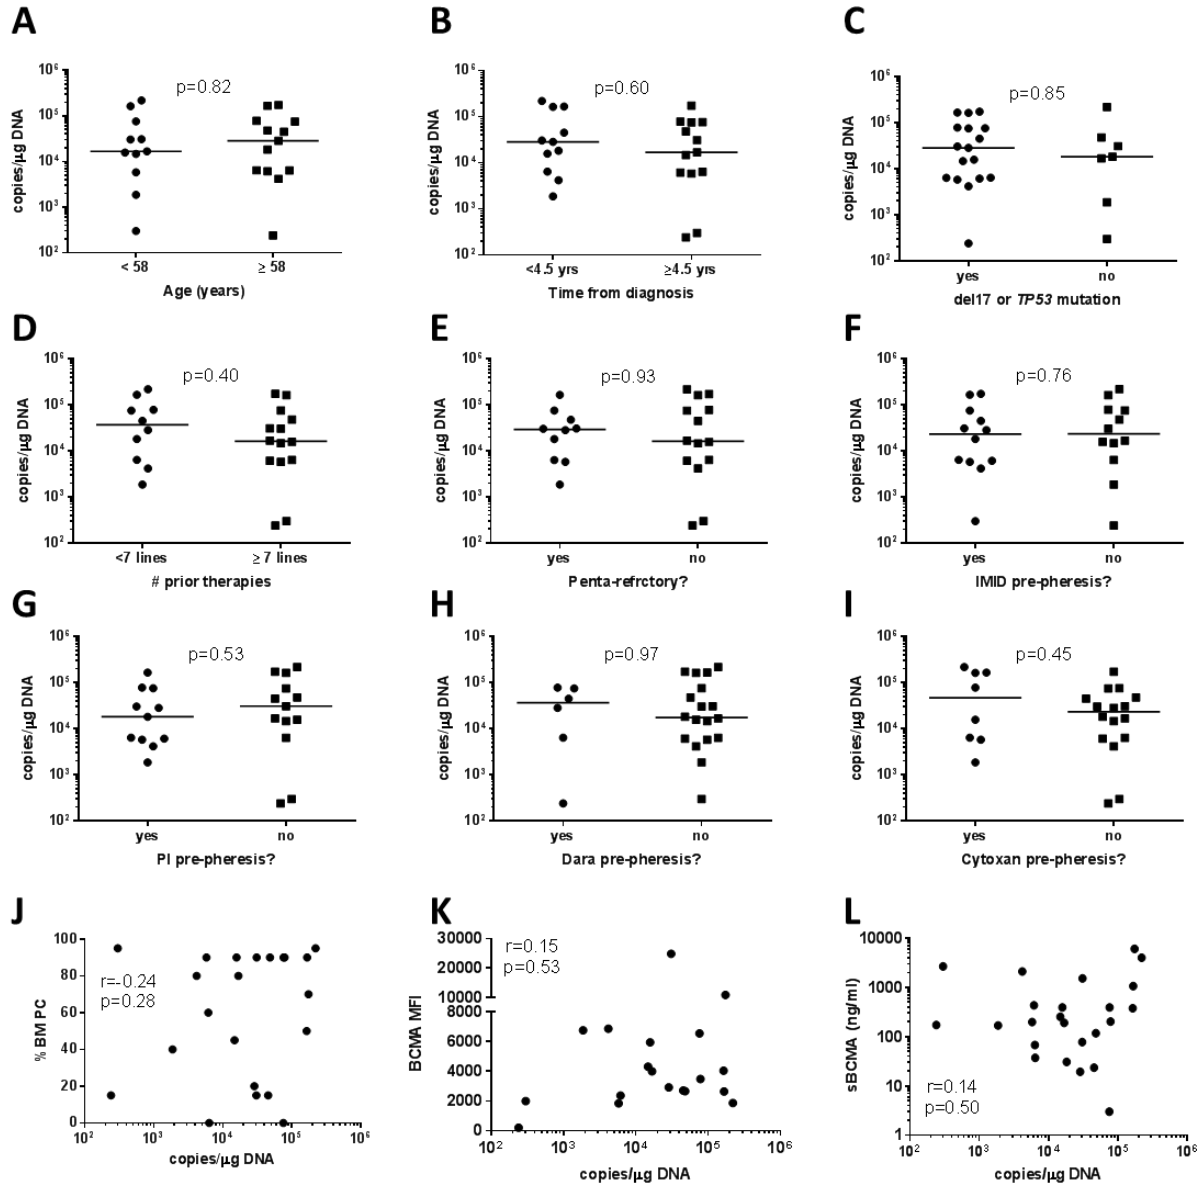 A
10⁶
10⁵
10⁴
10³
10²
copies/µg DNA
p=0.82
< 58
≥ 58
Age (years)
B
10⁶
10⁵
10⁴
10³
10²
copies/µg DNA
p=0.60
<4.5 yrs
≥4.5 yrs
Time from diagnosis
C
10⁶
10⁵
10⁴
10³
10²
copies/µg DNA
p=0.85
yes
no
del17 or TP53 mutation
D
10⁶
10⁵
10⁴
10³
10²
copies/µg DNA
p=0.40
<7 lines
≥ 7 lines
# prior therapies
E
10⁶
10⁵
10⁴
10³
10²
copies/µg DNA
p=0.93
yes
no
Penta-refrctory?
F
10⁶
10⁵
10⁴
10³
10²
copies/µg DNA
p=0.76
yes
no
IMID pre-pheresis?
G
10⁶
10⁵
10⁴
10³
10²
copies/µg DNA
p=0.53
yes
no
PI pre-pheresis?
H
10⁶
10⁵
10⁴
10³
10²
copies/µg DNA
p=0.97
yes
no
Dara pre-pheresis?
I
10⁶
10⁵
10⁴
10³
10²
copies/µg DNA
p=0.45
yes
no
Cytoxan pre-pheresis?
J
100
80
60
40
20
0
% BM PC
r=-0.24
p=0.28
10² 10³ 10⁴ 10⁵ 10⁶
copies/µg DNA
K
30000
20000
10000
8000
6000
4000
2000
0
BCMA MFI
r=0.15
p=0.53
10² 10³ 10⁴ 10⁵ 10⁶
copies/µg DNA
L
10000
1000
100
10
1
sBCMA (ng/ml)
r=0.14
p=0.50
10² 10³ 10⁴ 10⁵ 10⁶
copies/µg DNA